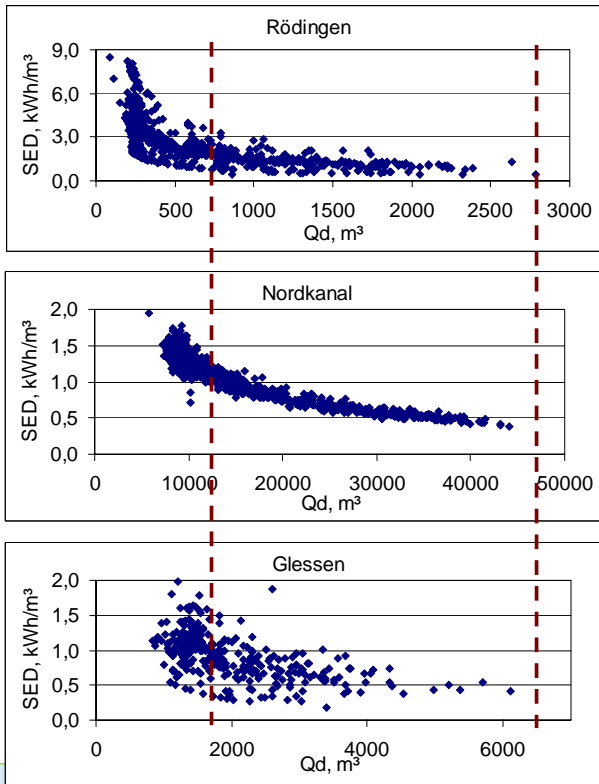 Rödingen
SED, kWh/m³
9,0
6,0
3,0
0,0
0 500 1000 1500 2000 2500 3000
Qd, m³
Nordkanal
SED, kWh/m³
2,0
1,5
1,0
0,5
0,0
0 10000 20000 30000 40000 50000
Qd, m³
Glessen
SED, kWh/m³
2,0
1,5
1,0
0,5
0,0
0 2000 4000 6000
Qd, m³